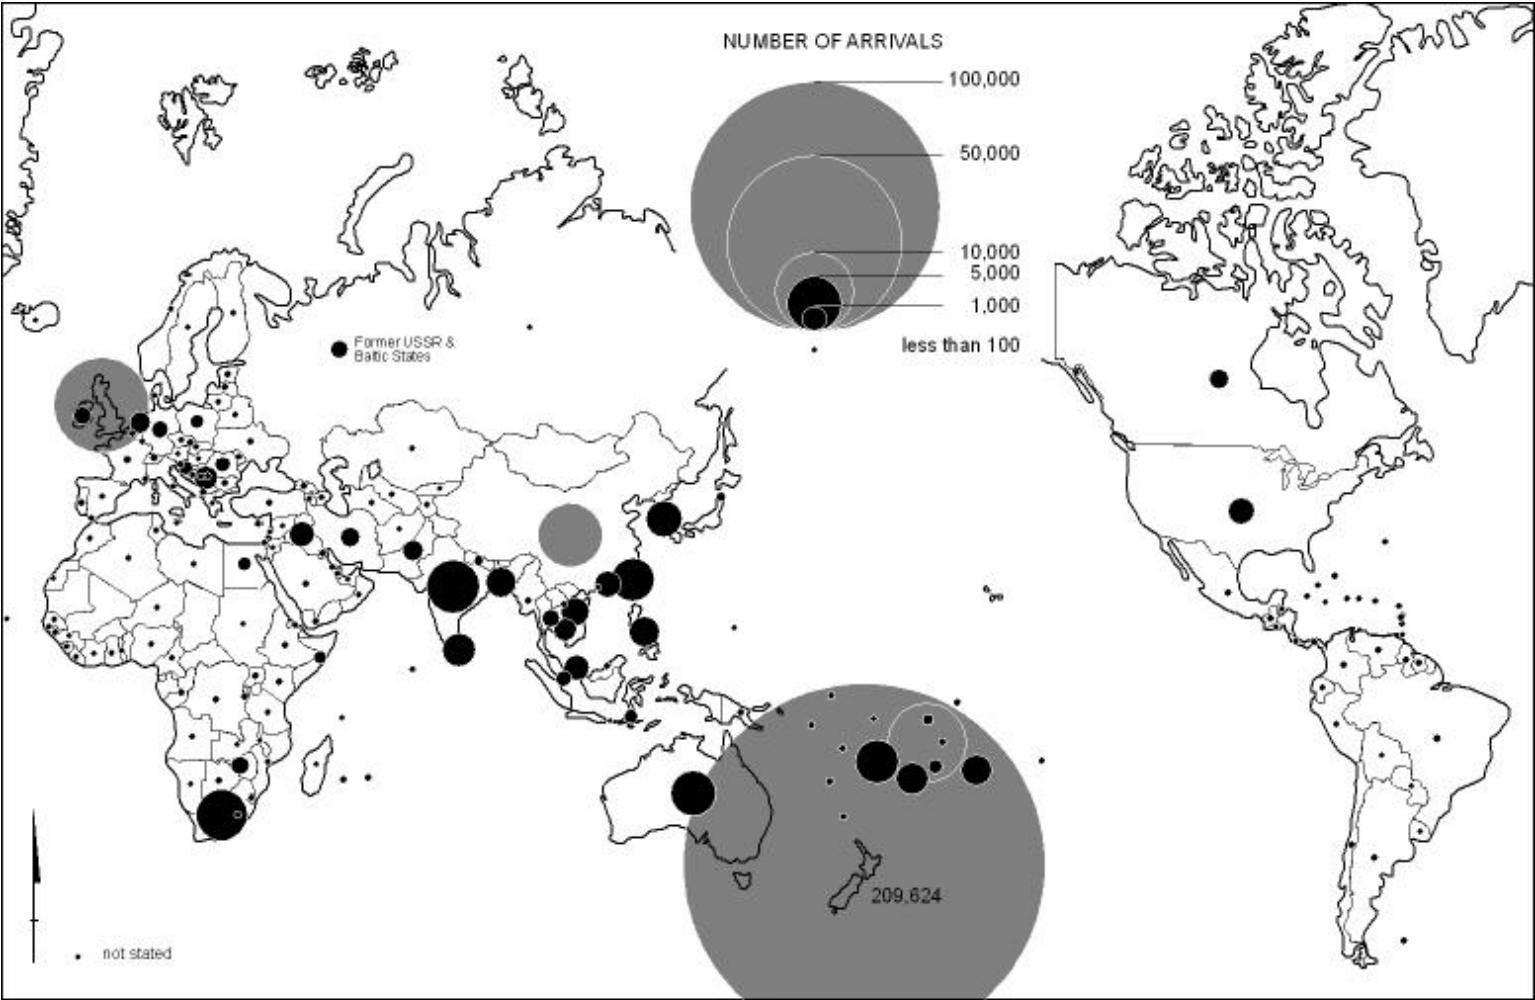 NUMBER OF ARRIVALS
100,000
50,000
10,000
5,000
1,000
less than 100
Former USSR &
Baltic States
209,624
not stated